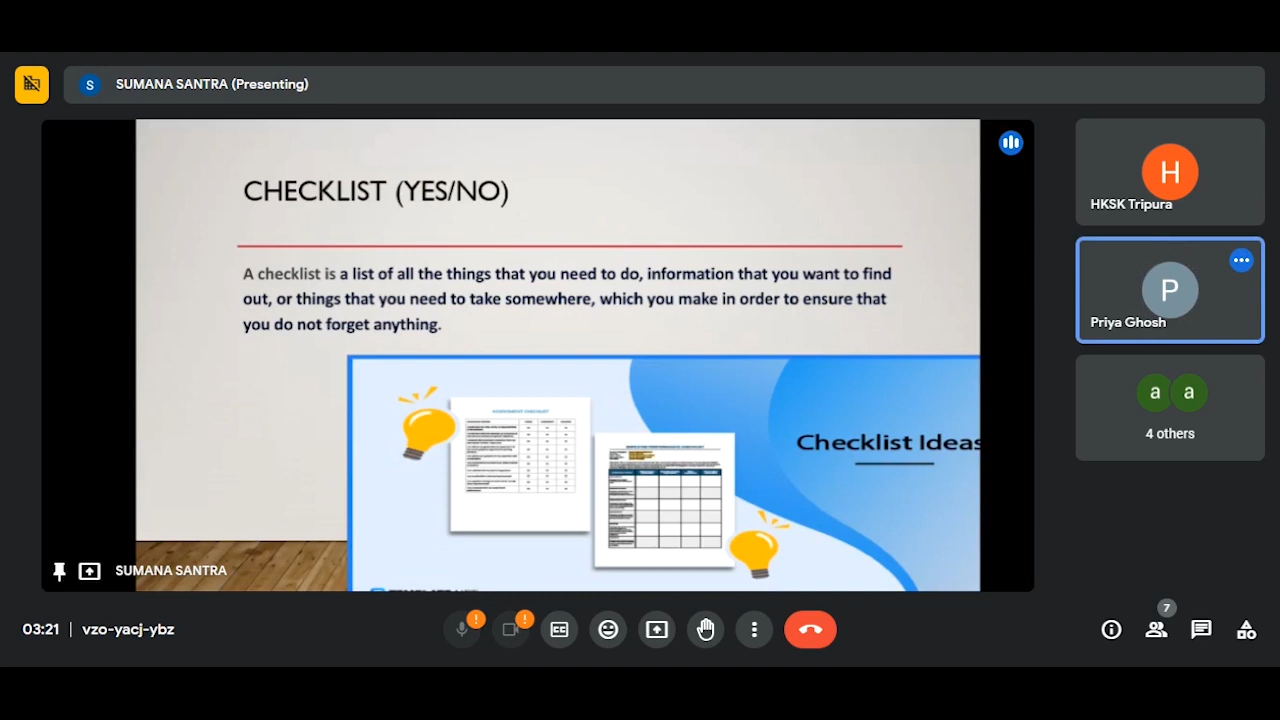 S SUMANA SANTRA (Presenting)
CHECKLIST (YES/NO)
A checklist is a list of all the things that you need to do, information that you want to find
out, or things that you need to take somewhere, which you make in order to ensure that
you do not forget anything.
ASSESSMENT CHECKLIST
Checklist Ideas
SUMANA SANTRA
H
HKSK Tripura
P
Priya Ghosh
a a
4 others
03:21 | vzo-yacj-ybz
7